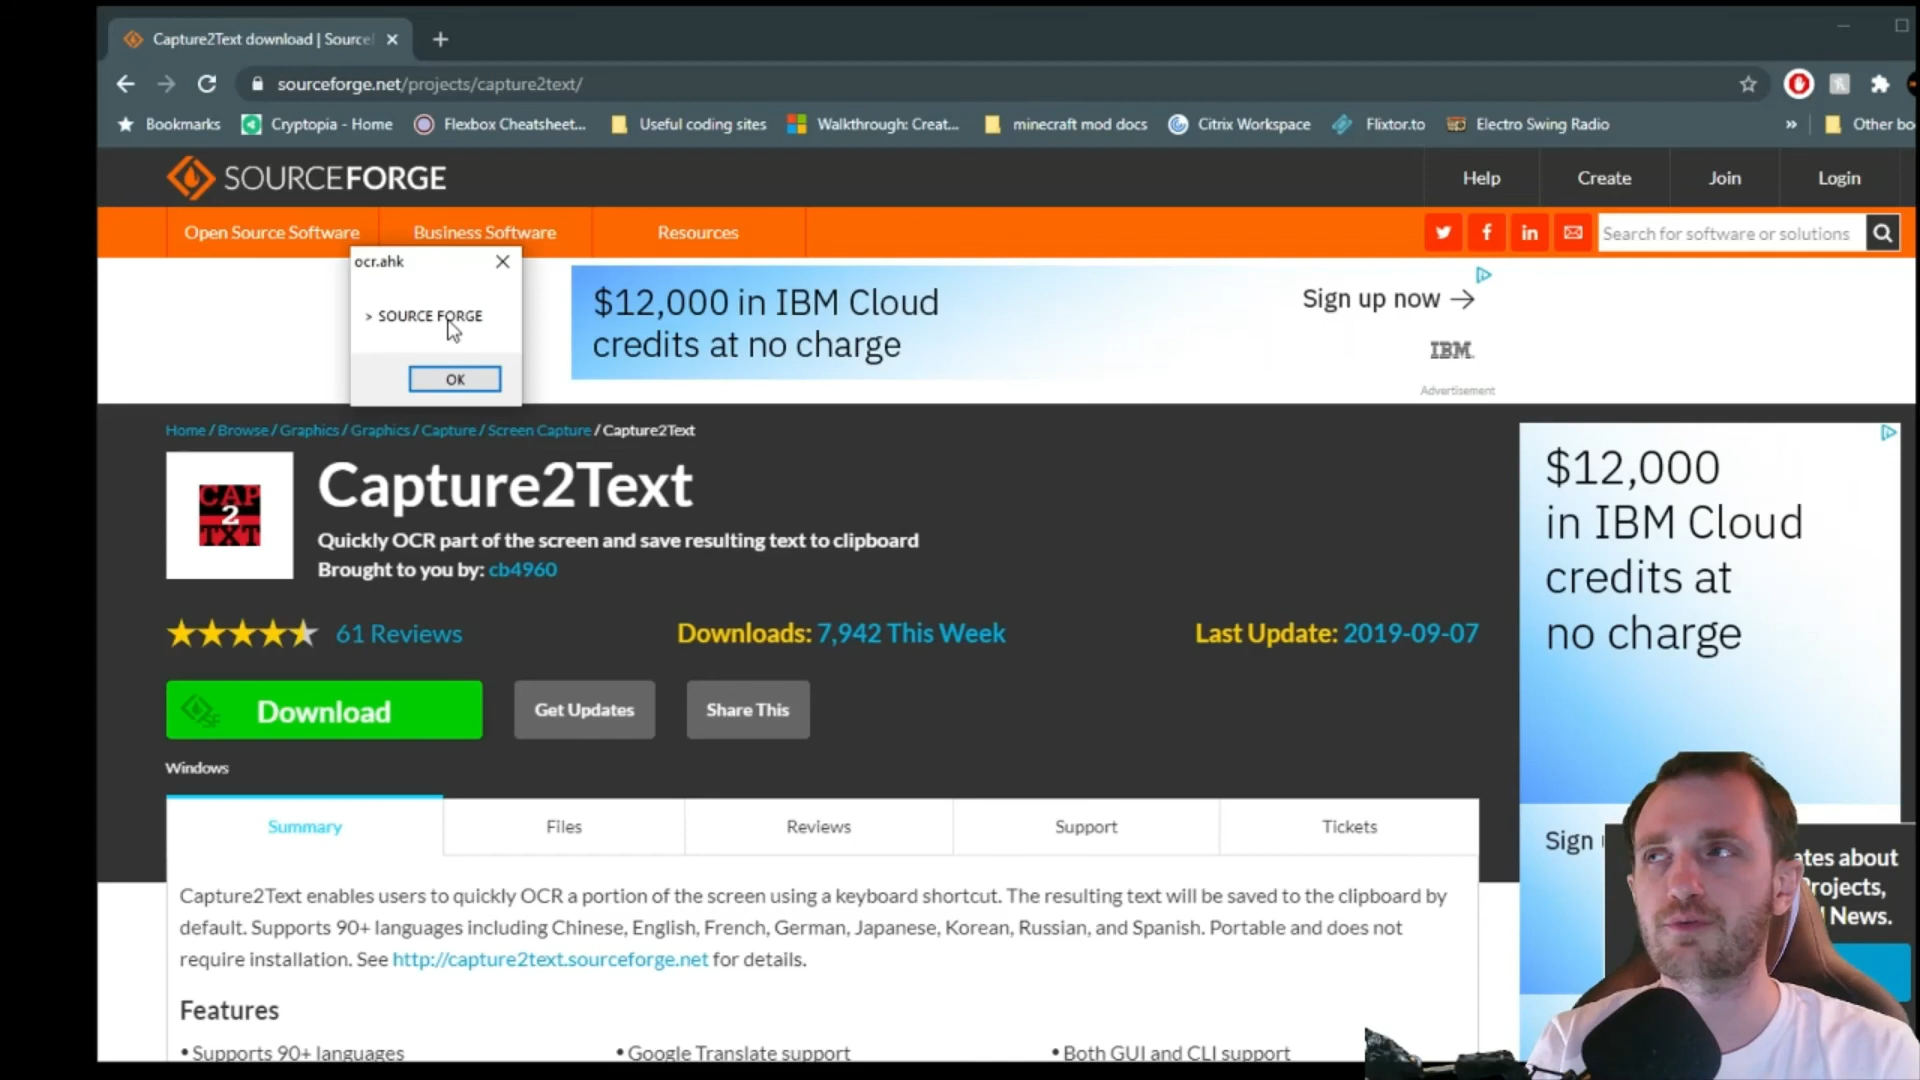 Capture2Text download | Source
sourceforge.net/projects/capture2text/
Bookmarks Cryptopia - Home Flexbox Cheatsheet... Useful coding sites Walkthrough: Creat... minecraft mod docs Citrix Workspace Flixtor.to Electro Swing Radio » Other bo
SOURCEFORGE Help Create Join Login
Open Source Software Business Software Resources Search for software or solutions
ocr.ahk
> SOURCE FORGE
OK
$12,000 in IBM Cloud
credits at no charge
Sign up now →
IBM
Advertisement
Home / Browse / Graphics / Graphics / Capture / Screen Capture / Capture2Text
CAP
2
TXT
Capture2Text
Quickly OCR part of the screen and save resulting text to clipboard
Brought to you by: cb4960
61 Reviews Downloads: 7,942 This Week Last Update: 2019-09-07
Download Get Updates Share This
Windows
Summary Files Reviews Support Tickets
Capture2Text enables users to quickly OCR a portion of the screen using a keyboard shortcut. The resulting text will be saved to the clipboard by
default. Supports 90+ languages including Chinese, English, French, German, Japanese, Korean, Russian, and Spanish. Portable and does not
require installation. See http://capture2text.sourceforge.net for details.
Features
• Supports 90+ languages • Google Translate support • Both GUI and CLI support
$12,000
in IBM Cloud
credits at
no charge
Sign
ates about
Projects,
News.